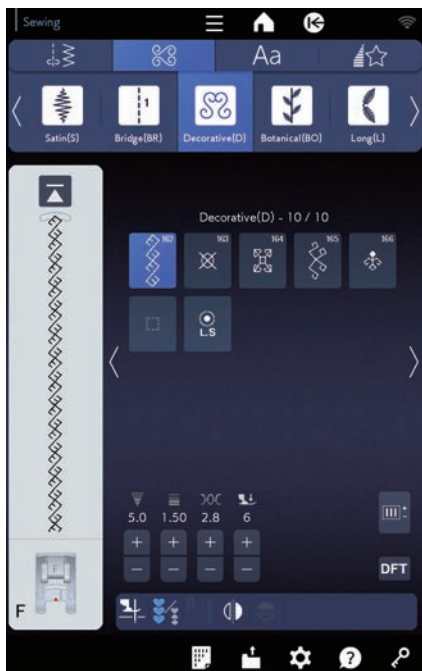 Sewing
Aa
1
Satin(S) Bridge(BR) Decorative(D) Botanical(BO) Long(L)
Decorative(D) - 10 / 10
162 163 164 165 166
L.S
5.0 1.50 2.8 6
+ + + +
− − − −
DFT
F
F
?